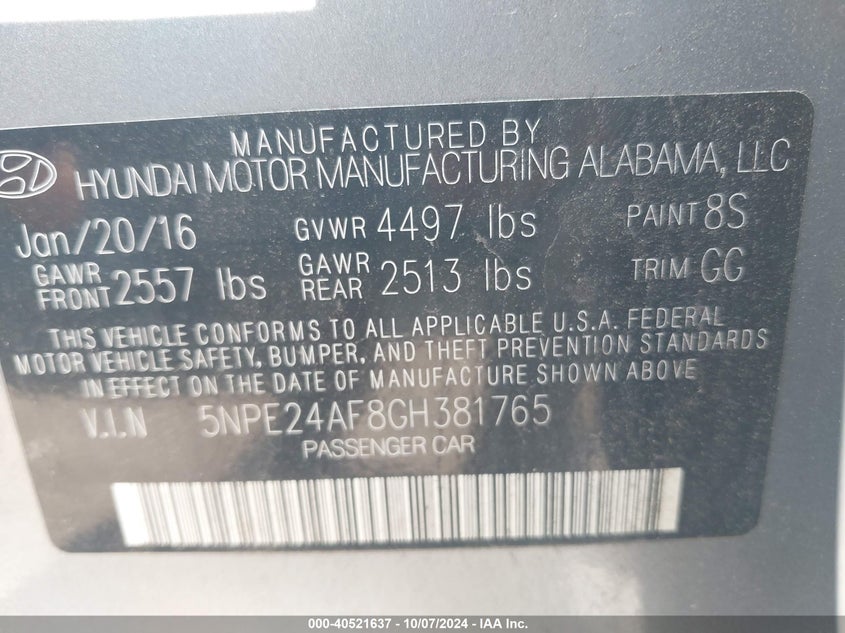 MANUFACTURED BY
HYUNDAI MOTOR MANUFACTURING ALABAMA, LLC
Jan/20/16 GVWR 4497 lbs PAINT 8S
GAWR FRONT 2557 lbs GAWR REAR 2513 lbs TRIM GG
THIS VEHICLE CONFORMS TO ALL APPLICABLE U.S.A. FEDERAL
MOTOR VEHICLE SAFETY, BUMPER, AND THEFT PREVENTION STANDARDS
IN EFFECT ON THE DATE OF MANUFACTURE SHOWN ABOVE
V.I.N 5NPE24AF8GH381765
PASSENGER CAR
000-40521637 - 10/07/2024 - IAA Inc.